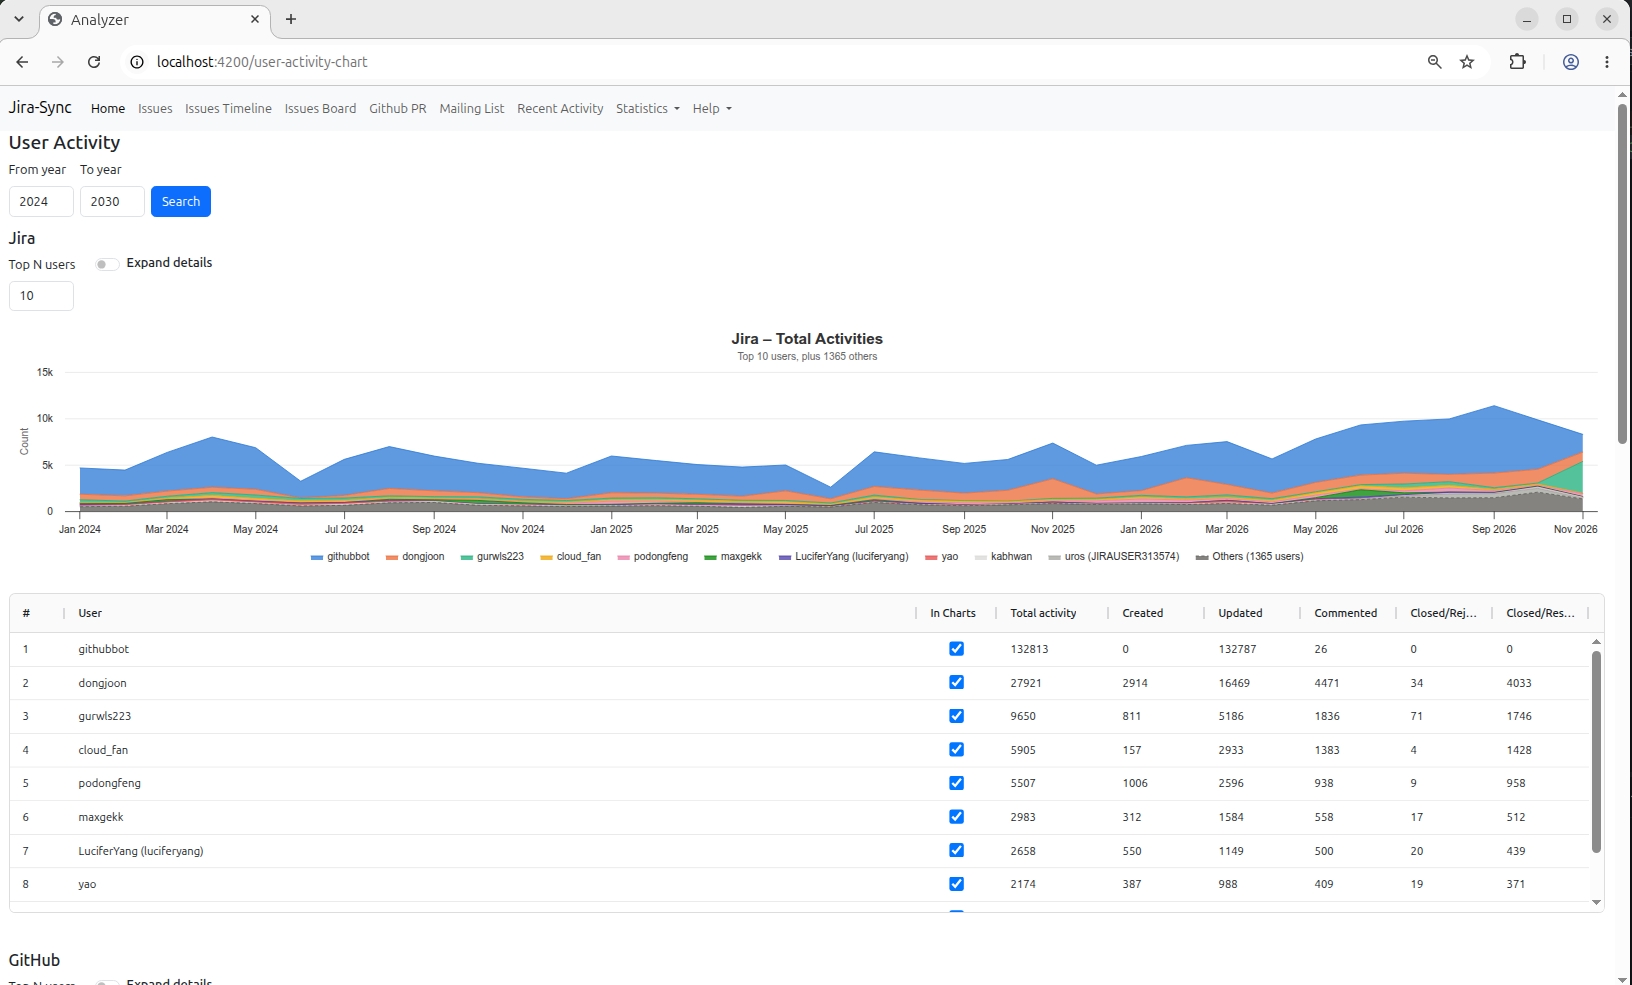 Analyzer
localhost:4200/user-activity-chart
Jira-Sync Home Issues Issues Timeline Issues Board Github PR Mailing List Recent Activity Statistics Help
User Activity
From year To year
2024 2030 Search
Jira
Top N users Expand details
10
Jira – Total Activities
Top 10 users, plus 1365 others
15k
10k
5k
0
Count
Jan 2024 Mar 2024 May 2024 Jul 2024 Sep 2024 Nov 2024 Jan 2025 Mar 2025 May 2025 Jul 2025 Sep 2025 Nov 2025 Jan 2026 Mar 2026 May 2026 Jul 2026 Sep 2026 Nov 2026
githubbot dongjoon gurwls223 cloud_fan podongfeng maxgekk LuciferYang (luciferyang) yao kabhwan uros (JIRAUSER313574) Others (1365 users)
# User In Charts Total activity Created Updated Commented Closed/Rej... Closed/Res...
1 githubbot 132813 0 132787 26 0 0
2 dongjoon 27921 2914 16469 4471 34 4033
3 gurwls223 9650 811 5186 1836 71 1746
4 cloud_fan 5905 157 2933 1383 4 1428
5 podongfeng 5507 1006 2596 938 9 958
6 maxgekk 2983 312 1584 558 17 512
7 LuciferYang (luciferyang) 2658 550 1149 500 20 439
8 yao 2174 387 988 409 19 371
GitHub
Top N users Expand details